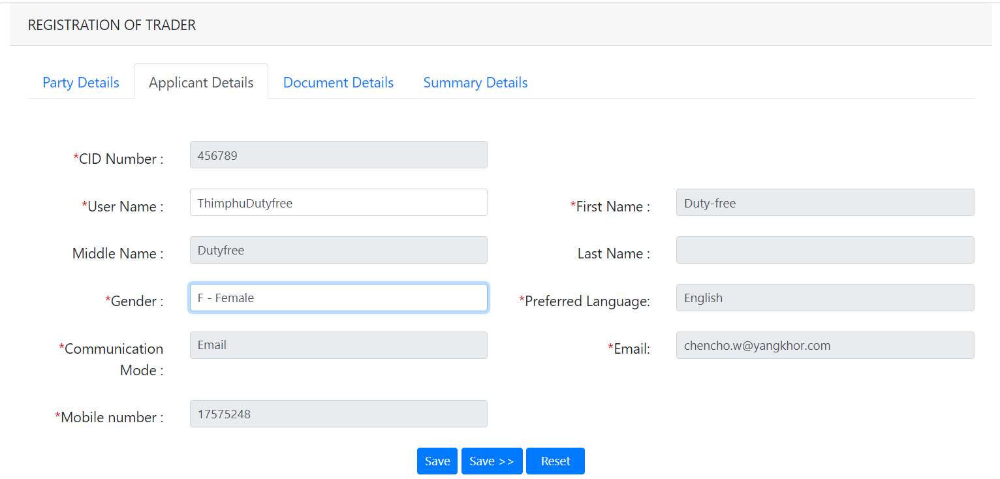 REGISTRATION OF TRADER
Party Details Applicant Details Document Details Summary Details
*CID Number : 456789
*User Name : ThimphuDutyfree *First Name : Duty-free
Middle Name : Dutyfree Last Name :
*Gender : F - Female *Preferred Language: English
*Communication Email *Email: chencho.w@yangkhor.com
Mode :
*Mobile number : 17575248
Save Save >> Reset